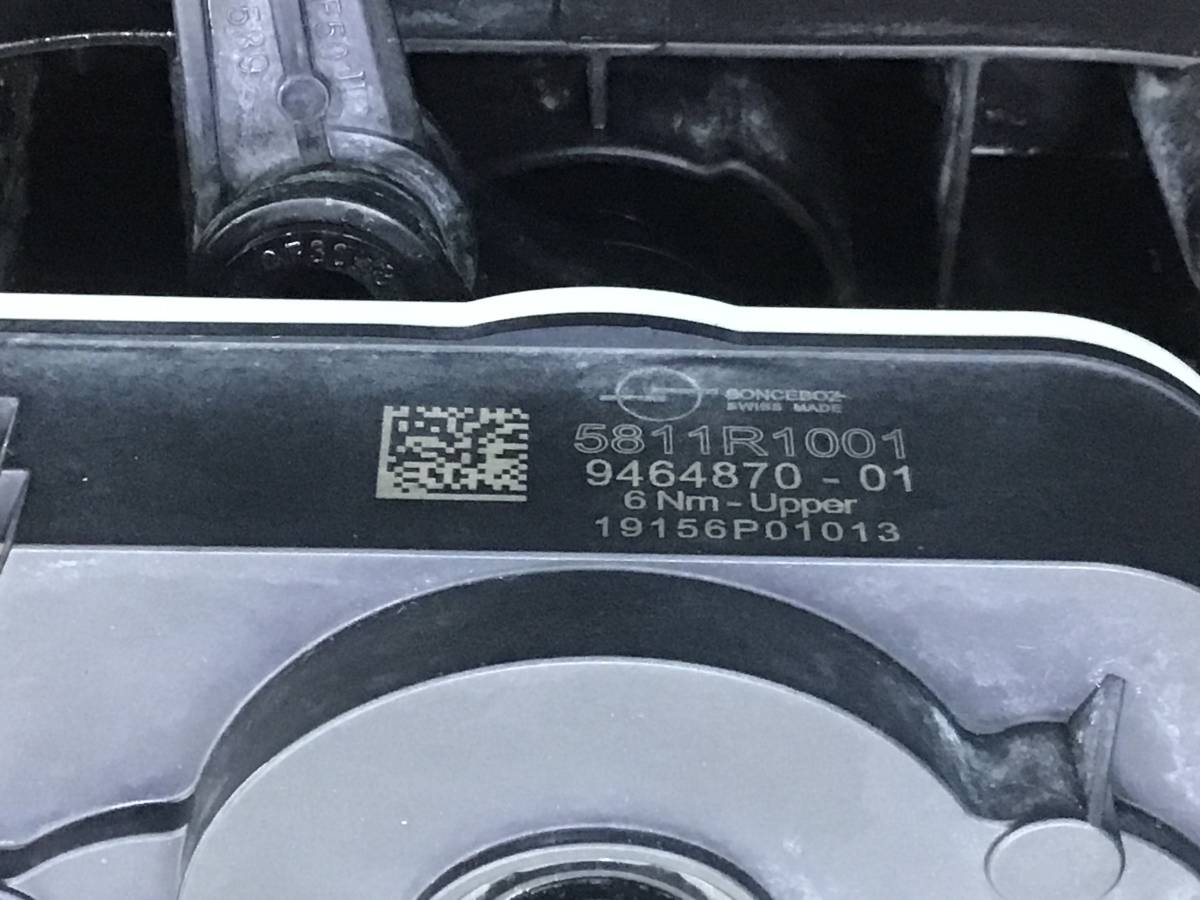 SONCEBOZ
SWISS MADE
5811R1001
9464870 - 01
6 Nm - Upper
19156P01013